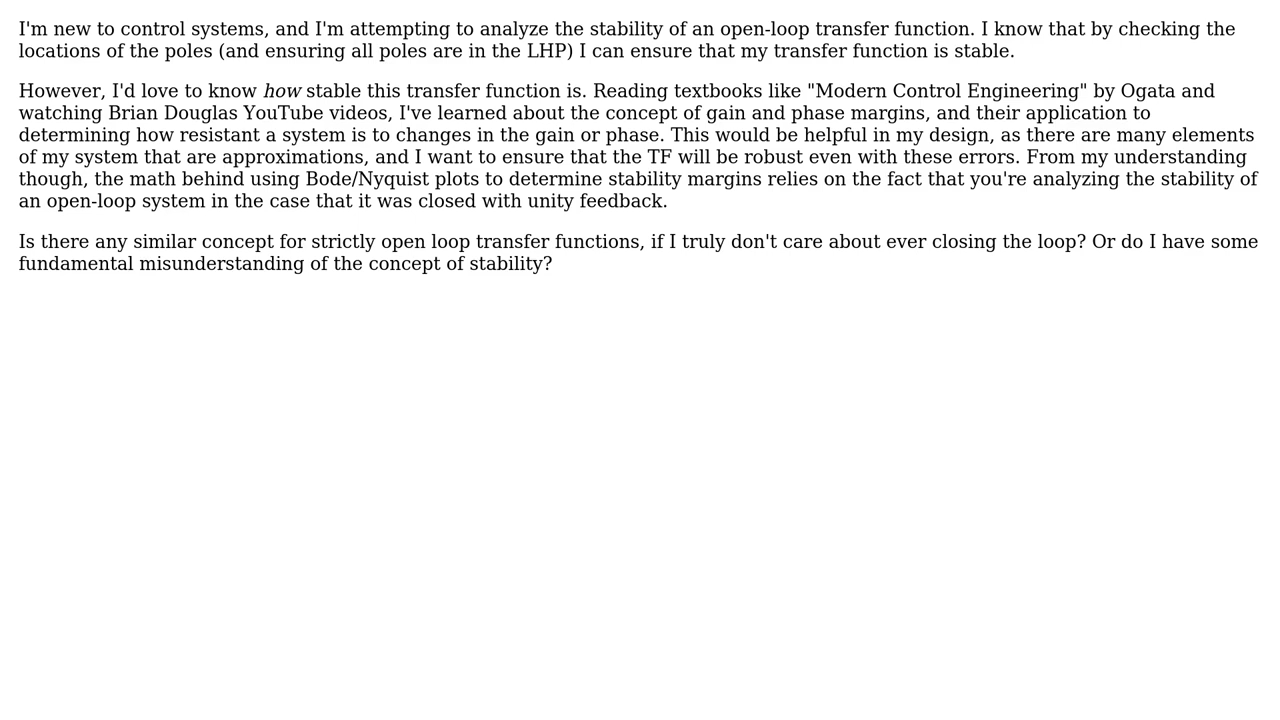 I'm new to control systems, and I'm attempting to analyze the stability of an open-loop transfer function. I know that by checking the
locations of the poles (and ensuring all poles are in the LHP) I can ensure that my transfer function is stable.
However, I'd love to know how stable this transfer function is. Reading textbooks like "Modern Control Engineering" by Ogata and
watching Brian Douglas YouTube videos, I've learned about the concept of gain and phase margins, and their application to
determining how resistant a system is to changes in the gain or phase. This would be helpful in my design, as there are many elements
of my system that are approximations, and I want to ensure that the TF will be robust even with these errors. From my understanding
though, the math behind using Bode/Nyquist plots to determine stability margins relies on the fact that you're analyzing the stability of
an open-loop system in the case that it was closed with unity feedback.
Is there any similar concept for strictly open loop transfer functions, if I truly don't care about ever closing the loop? Or do I have some
fundamental misunderstanding of the concept of stability?